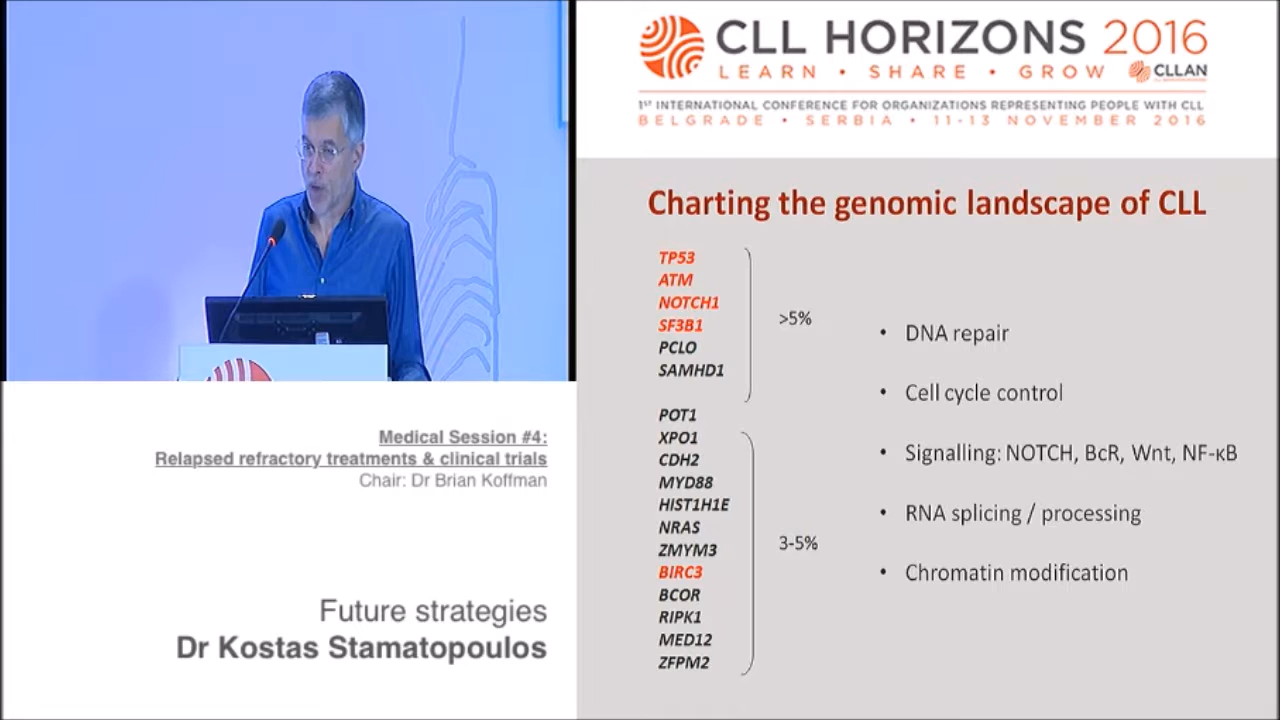 CLL HORIZONS 2016
LEARN • SHARE • GROW CLLAN
1ST INTERNATIONAL CONFERENCE FOR ORGANIZATIONS REPRESENTING PEOPLE WITH CLL
BELGRADE • SERBIA • 11-13 NOVEMBER 2016
Charting the genomic landscape of CLL
TP53
ATM
NOTCH1
SF3B1
PCLO
SAMHD1
>5%
POT1
XPO1
CDH2
MYD88
HIST1H1E
NRAS
ZMYM3
BIRC3
BCOR
RIPK1
MED12
ZFPM2
3-5%
• DNA repair
• Cell cycle control
• Signalling: NOTCH, BcR, Wnt, NF-κB
• RNA splicing / processing
• Chromatin modification
Medical Session #4:
Relapsed refractory treatments & clinical trials
Chair: Dr Brian Koffman
Future strategies
Dr Kostas Stamatopoulos